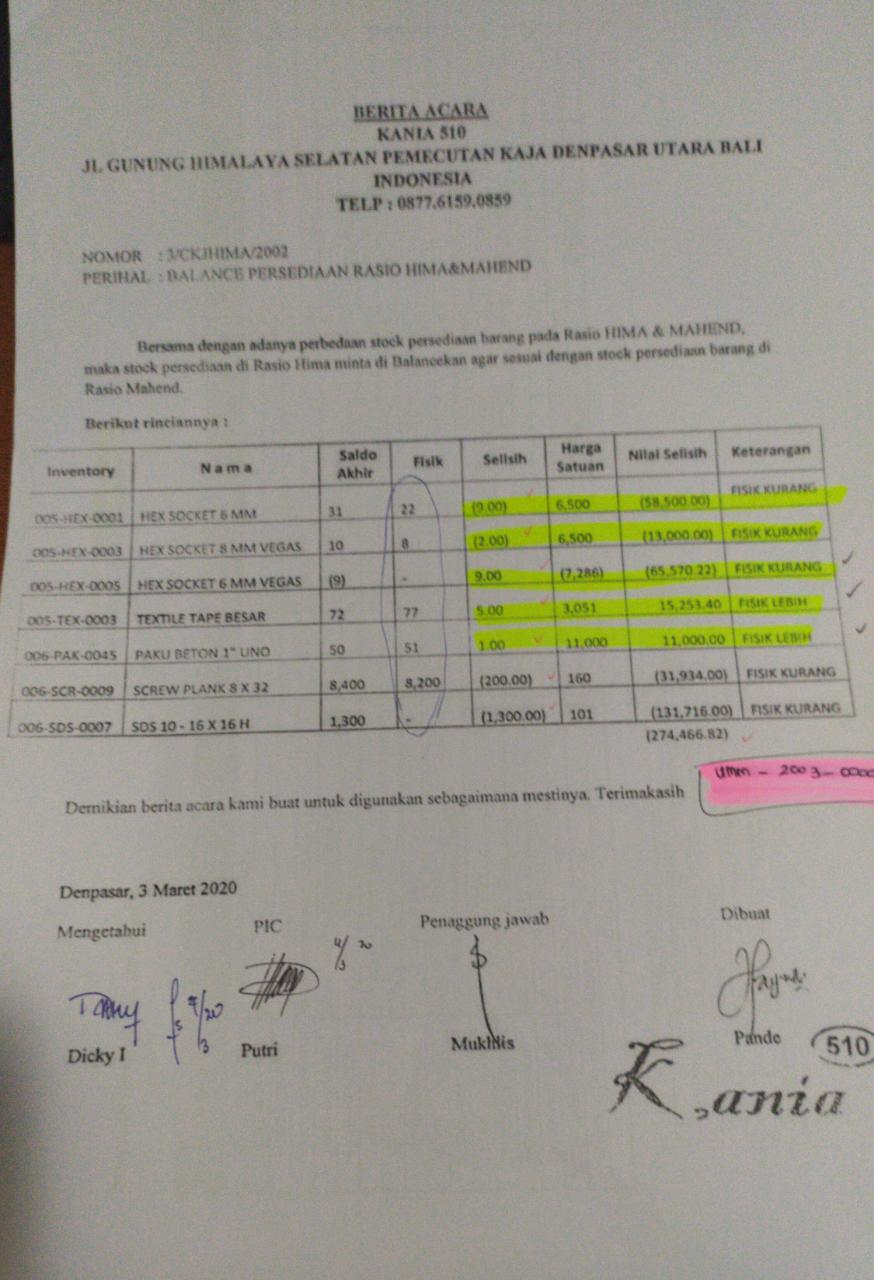 BERITA ACARA
KANIA 510
JL GUNUNG HIMALAYA SELATAN PEMECUTAN KAJA DENPASAR UTARA BALI
INDONESIA
TELP : 0877.6159.0859
NOMOR : 3/CKJHIMA/2002
PERIHAL : BALANCE PERSEDIAAN RASIO HIMA&MAHEND
Bersama dengan adanya perbedaan stock persediaan barang pada Rasio HIMA & MAHEND,
maka stock persediaan di Rasio Hima minta di Balancekan agar sesuai dengan stock persediaan barang di
Rasio Mahend.
Berikut rinciannya :
Inventory Nama Saldo Akhir Fisik Selisih Harga Satuan Nilai Selisih Keterangan
005-HEX-0001 HEX SOCKET 6 MM 31 22 (9.00) 6,500 (58,500.00) FISIK KURANG
005-HEX-0003 HEX SOCKET 8 MM VEGAS 10 8 (2.00) 6,500 (13,000.00) FISIK KURANG
005-HEX-0005 HEX SOCKET 6 MM VEGAS (9) - 9.00 (7,286) (65,570.22) FISIK KURANG
005-TEX-0003 TEXTILE TAPE BESAR 72 77 5.00 3,051 15,253.40 FISIK LEBIH
006-PAK-0045 PAKU BETON 1" UNO 50 51 1.00 11,000 11,000.00 FISIK LEBIH
006-SCR-0009 SCREW PLANK 8 X 32 8,400 8,200 (200.00) 160 (31,934.00) FISIK KURANG
006-SDS-0007 SDS 10 - 16 X 16 H 1,300 - (1,300.00) 101 (131,716.00) FISIK KURANG
(274,466.82)
umm - 2003-0000
Demikian berita acara kami buat untuk digunakan sebagaimana mestinya. Terimakasih
Denpasar, 3 Maret 2020
Mengetahui PIC Penaggung jawab Dibuat
4/3 20
Dicky I Putri Mukhlis Pande
510
Kania